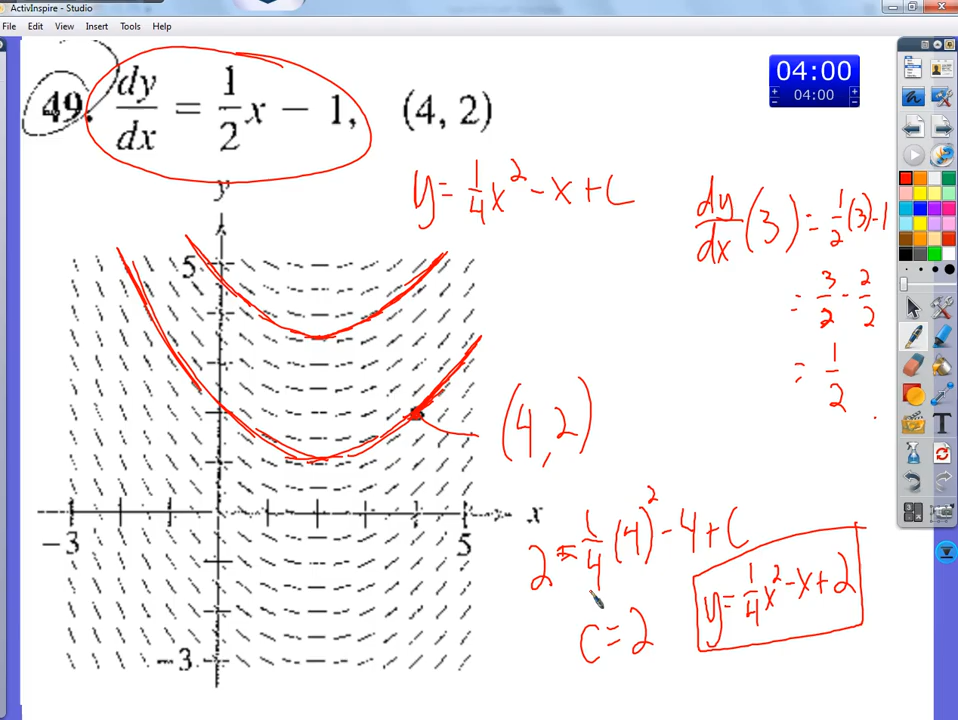 ActivInspire - Studio
File Edit View Insert Tools Help
49. dy/dx = 1/2 x − 1, (4, 2)
04:00
04:00
y = 1/4 x² − x + C
dy/dx (3) = 1/2 (3) − 1
= 3/2 − 2/2
= 1/2
y
5
(4, 2)
x
−3
5
−3
2 = 1/4 (4)² − 4 + C
C = 2
y = 1/4 x² − x + 2
T